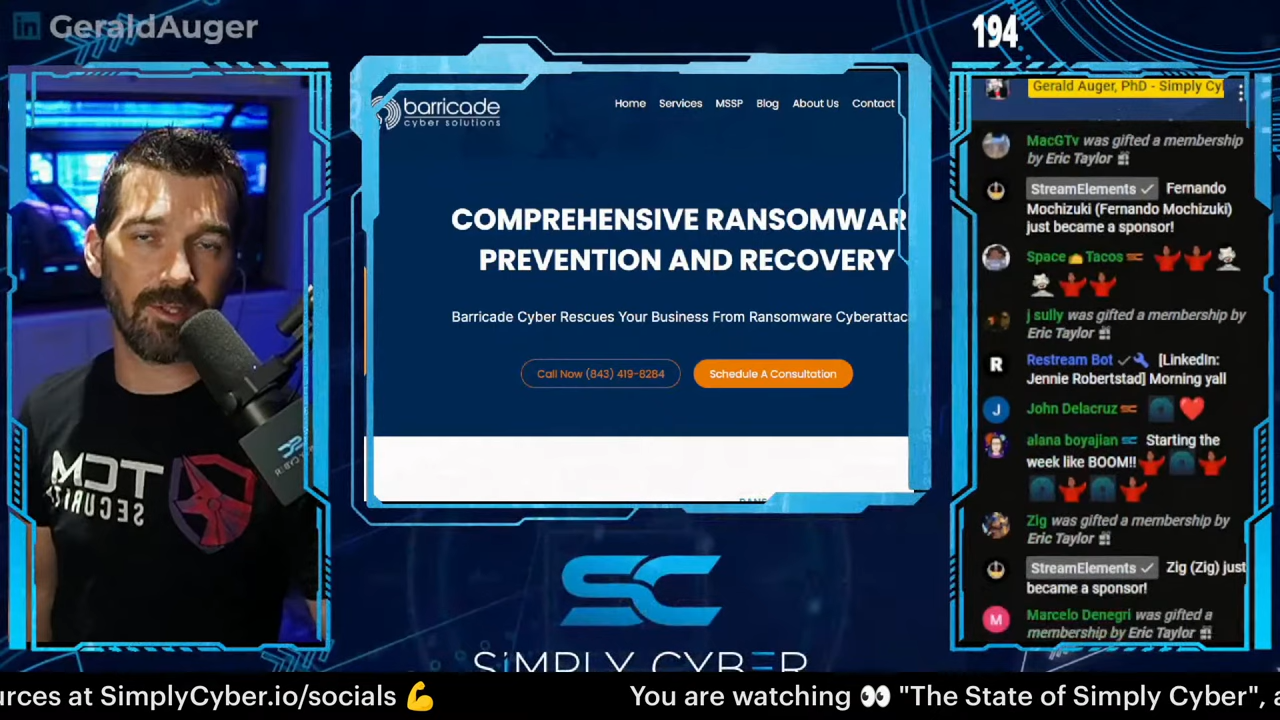 in GeraldAuger
194
barricade
cyber solutions
Home Services MSSP Blog About Us Contact
COMPREHENSIVE RANSOMWAR
PREVENTION AND RECOVERY
Barricade Cyber Rescues Your Business From Ransomware Cyberattac
Call Now (843) 419-8284
Schedule A Consultation
TCM
SECURIT
SC
SiMPLY CYBER
Gerald Auger, PhD - Simply Cy
MacGTv was gifted a membership
by Eric Taylor
StreamElements Fernando
Mochizuki (Fernando Mochizuki)
just became a sponsor!
Space Tacos
j sully was gifted a membership by
Eric Taylor
R
Restream Bot [LinkedIn:
Jennie Robertstad] Morning yall
J
John Delacruz
alana boyajian Starting the
week like BOOM!!
Zig was gifted a membership by
Eric Taylor
StreamElements Zig (Zig) just
became a sponsor!
M
Marcelo Denegri was gifted a
membership by Eric Taylor
urces at SimplyCyber.io/socials 💪
You are watching 👀 "The State of Simply Cyber", a